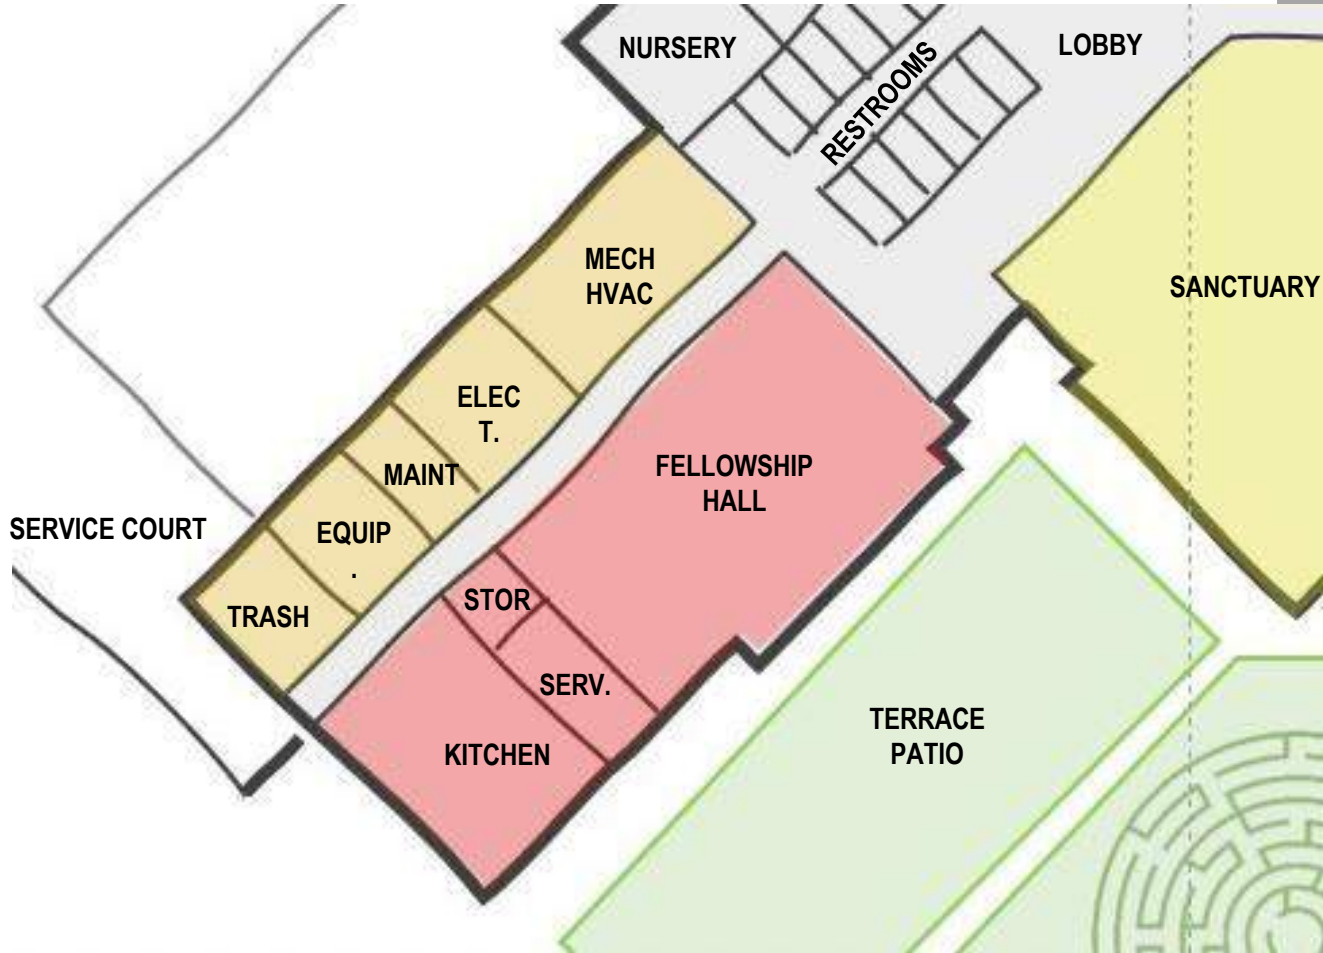 NURSERY
RESTROOMS
LOBBY
MECH
HVAC
SANCTUARY
ELEC
T.
MAINT
FELLOWSHIP
HALL
SERVICE COURT
EQUIP
.
TRASH
STOR
SERV.
KITCHEN
TERRACE
PATIO